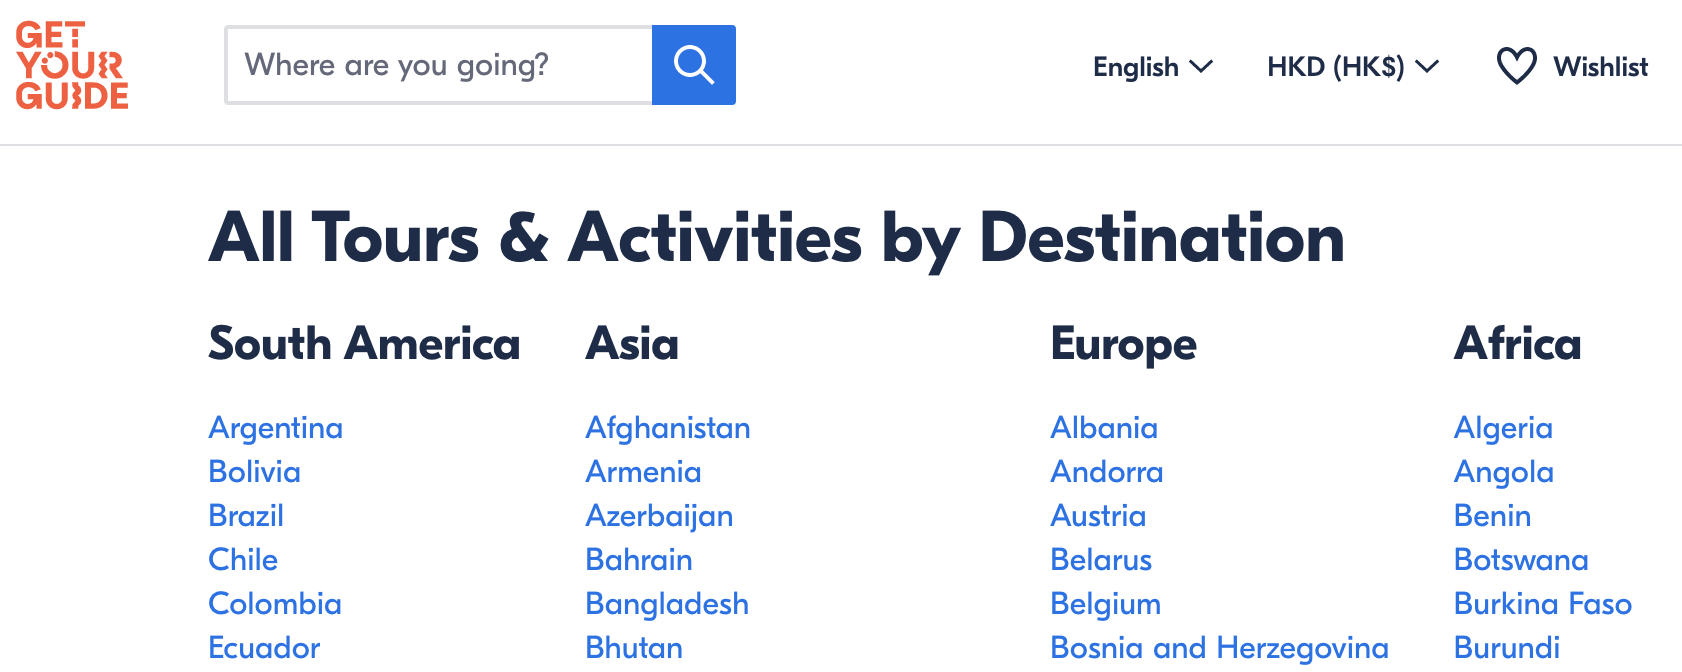 GET
YOUR
GUIDE
Where are you going?
English
HKD (HK$)
Wishlist
All Tours & Activities by Destination
South America
Argentina
Bolivia
Brazil
Chile
Colombia
Ecuador
Asia
Afghanistan
Armenia
Azerbaijan
Bahrain
Bangladesh
Bhutan
Europe
Albania
Andorra
Austria
Belarus
Belgium
Bosnia and Herzegovina
Africa
Algeria
Angola
Benin
Botswana
Burkina Faso
Burundi